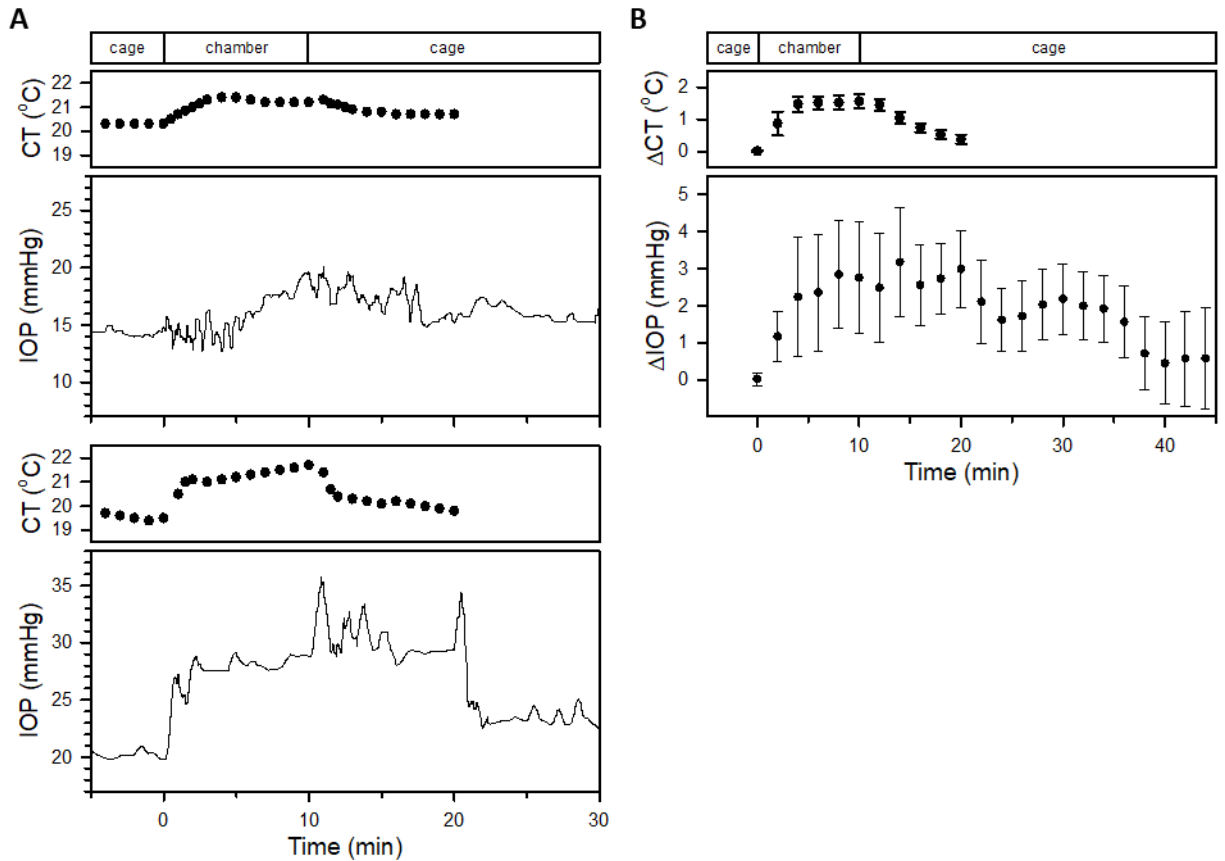 A
cage chamber cage
22
21
20
19
CT (°C)
25
20
15
10
IOP (mmHg)
22
21
20
19
CT (°C)
35
30
25
20
IOP (mmHg)
0 10 20 30
Time (min)
B
cage chamber cage
2
1
0
ΔCT (°C)
5
4
3
2
1
0
ΔIOP (mmHg)
0 10 20 30 40
Time (min)